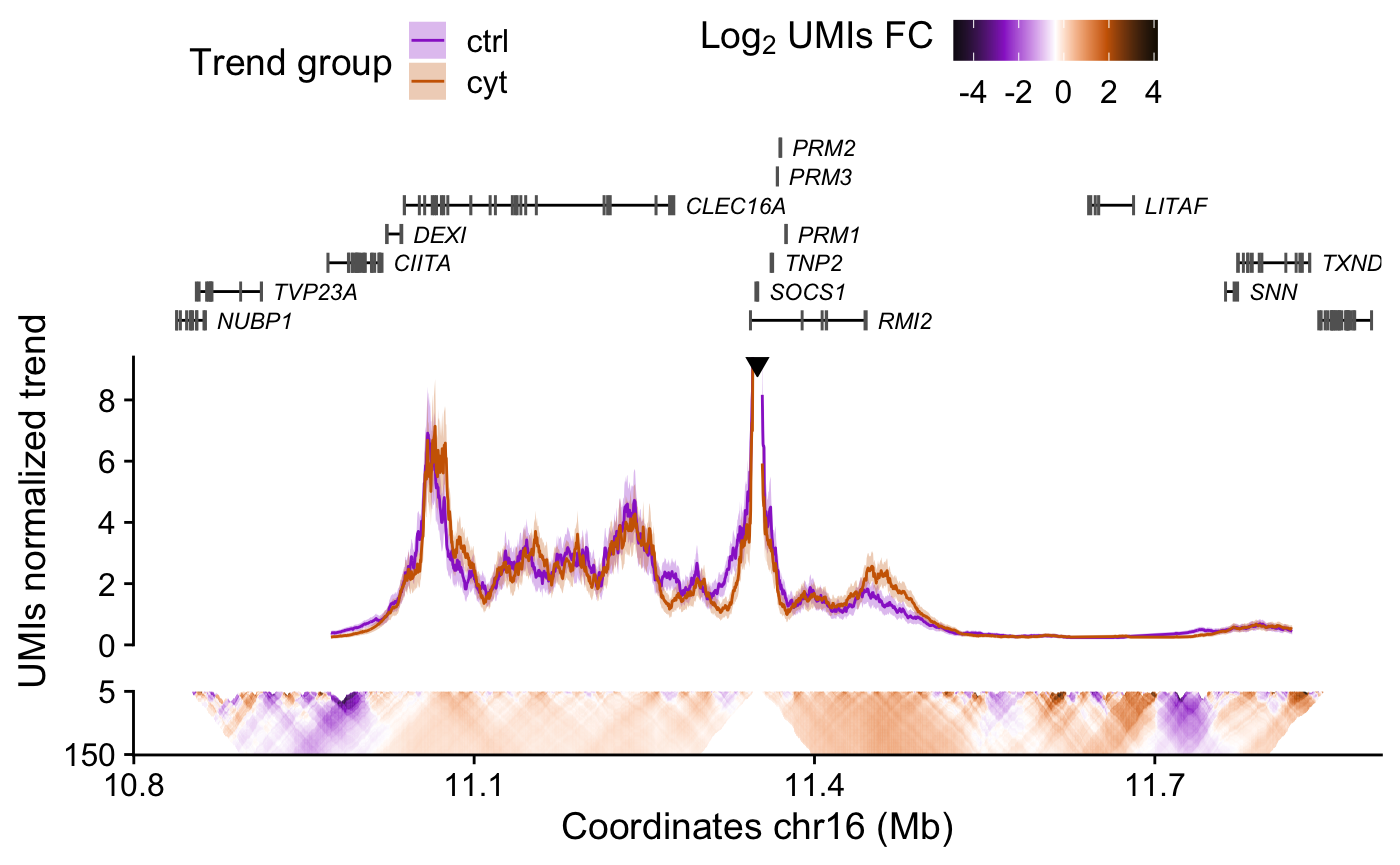 Trend group
ctrl
cyt
Log2 UMIs FC
-4 -2 0 2 4
PRM2
PRM3
CLEC16A
LITAF
DEXI
PRM1
CIITA
TNP2
TXND
TVP23A
SOCS1
SNN
NUBP1
RMI2
UMIs normalized trend
8
6
4
2
0
5
150
10.8 11.1 11.4 11.7
Coordinates chr16 (Mb)